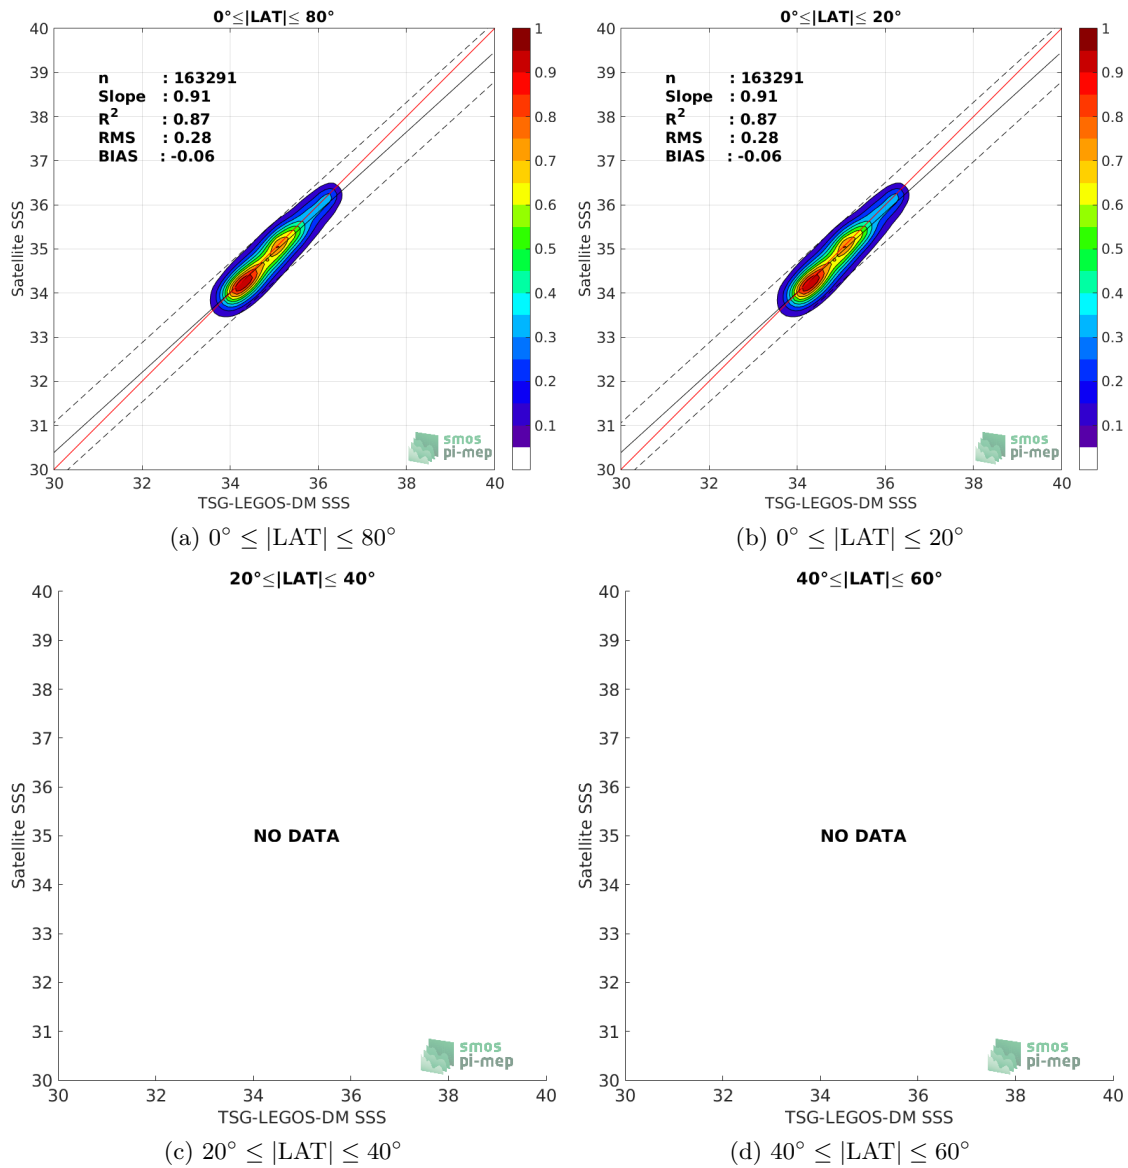 0°≤|LAT|≤ 80°
40
39
38
37
36
35
34
33
32
31
30
Satellite SSS
n : 163291
Slope : 0.91
R² : 0.87
RMS : 0.28
BIAS : -0.06
smos
pi-mep
30 32 34 36 38 40
TSG-LEGOS-DM SSS
1
0.9
0.8
0.7
0.6
0.5
0.4
0.3
0.2
0.1
(a) 0° ≤ |LAT| ≤ 80°
0°≤|LAT|≤ 20°
40
39
38
37
36
35
34
33
32
31
30
Satellite SSS
n : 163291
Slope : 0.91
R² : 0.87
RMS : 0.28
BIAS : -0.06
smos
pi-mep
30 32 34 36 38 40
TSG-LEGOS-DM SSS
1
0.9
0.8
0.7
0.6
0.5
0.4
0.3
0.2
0.1
(b) 0° ≤ |LAT| ≤ 20°
20°≤|LAT|≤ 40°
40
39
38
37
36
35
34
33
32
31
30
Satellite SSS
NO DATA
smos
pi-mep
30 32 34 36 38 40
TSG-LEGOS-DM SSS
(c) 20° ≤ |LAT| ≤ 40°
40°≤|LAT|≤ 60°
40
39
38
37
36
35
34
33
32
31
30
Satellite SSS
NO DATA
smos
pi-mep
30 32 34 36 38 40
TSG-LEGOS-DM SSS
(d) 40° ≤ |LAT| ≤ 60°